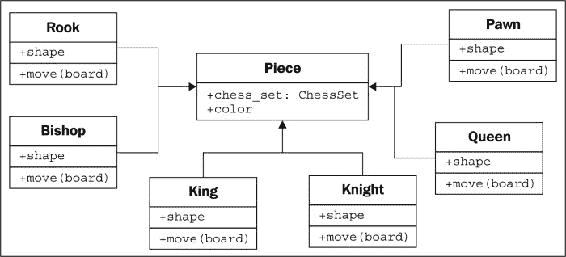 Rook
+shape
+move(board)
Piece
+chess_set: ChessSet
+color
Pawn
+shape
+move(board)
Bishop
+shape
+move(board)
Queen
+shape
+move(board)
King
+shape
+move(board)
Knight
+shape
+move(board)